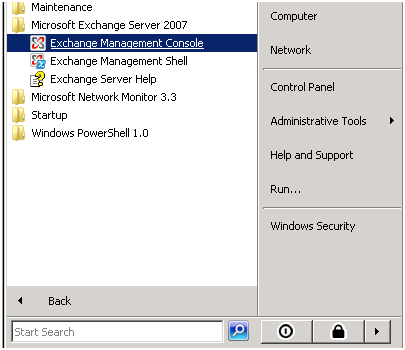 Maintenance
Microsoft Exchange Server 2007
Exchange Management Console
Exchange Management Shell
Exchange Server Help
Microsoft Network Monitor 3.3
Startup
Windows PowerShell 1.0
Back
Start Search
Computer
Network
Control Panel
Administrative Tools
Help and Support
Run...
Windows Security